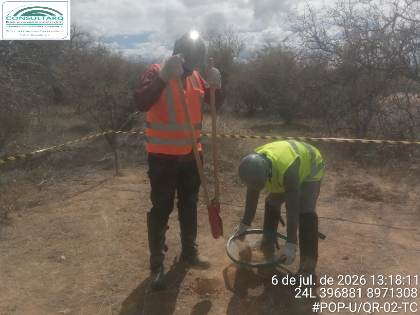 CONSULTARQ
6 de jul. de 2026 13:18:11
24L 396881 8971308
#POP-U/QR-02-TC